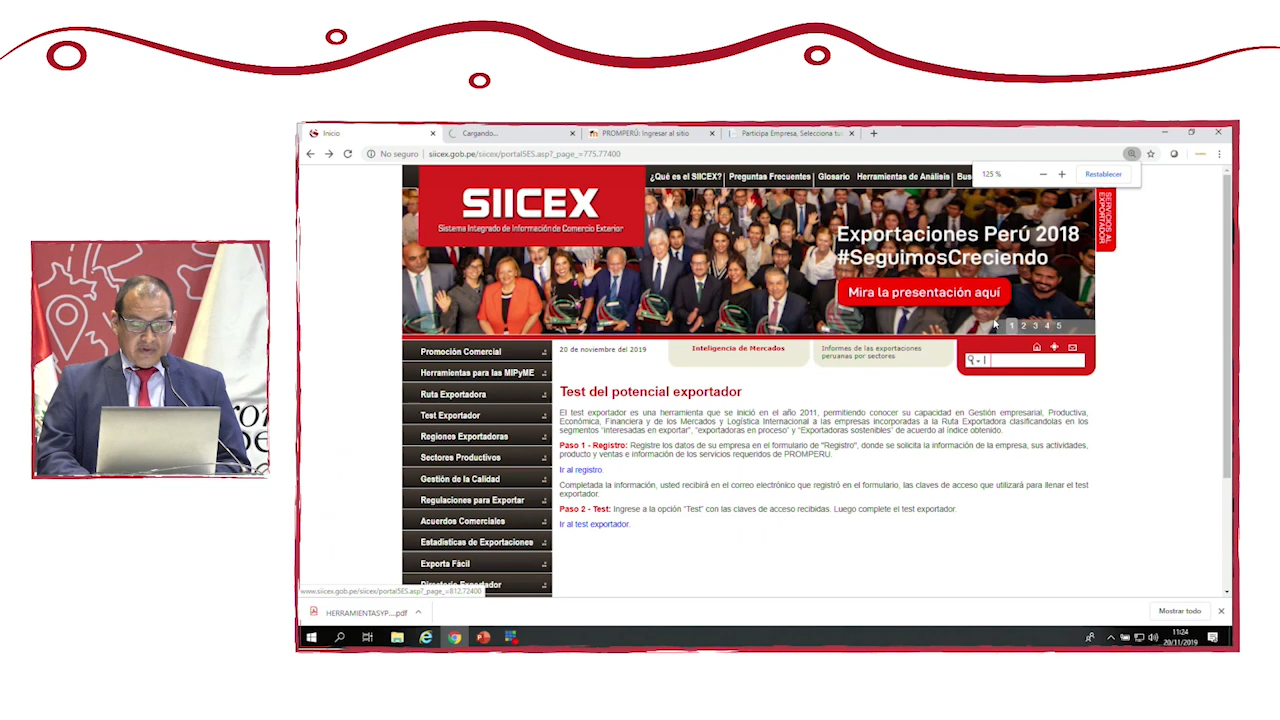 Inicio
Cargando...
PROMPERÚ: Ingresar al sitio
Participa Empresa, Selecciona tu
No seguro
siicex.gob.pe/siicex/portal5ES.asp?_page_=775.77400
125 %
Restablecer
¿Qué es el SIICEX?
Preguntas Frecuentes
Glosario
Herramientas de Análisis
Bus
SIICEX
Sistema Integrado de Información de Comercio Exterior
Exportaciones Perú 2018
#SeguimosCreciendo
Mira la presentación aquí
SERVICIOS AL
EXPORTADOR
1 2 3 4 5
Promoción Comercial
Herramientas para las MIPyME
Ruta Exportadora
Test Exportador
Regiones Exportadoras
Sectores Productivos
Gestión de la Calidad
Regulaciones para Exportar
Acuerdos Comerciales
Estadísticas de Exportaciones
Exporta Fácil
Directorio Exportador
20 de noviembre del 2019
Inteligencia de Mercados
Informes de las exportaciones
peruanas por sectores
Test del potencial exportador
El test exportador es una herramienta que se inició en el año 2011, permitiendo conocer su capacidad en Gestión empresarial, Productiva,
Económica, Financiera y de los Mercados y Logística Internacional a las empresas incorporadas a la Ruta Exportadora clasificandolas en los
segmentos “interesadas en exportar”, “exportadoras en proceso” y “Exportadoras sostenibles” de acuerdo al índice obtenido.
Paso 1 - Registro: Registre los datos de su empresa en el formulario de "Registro", donde se solicita la información de la empresa, sus actividades,
producto y ventas e información de los servicios requeridos de PROMPERU.
Ir al registro.
Completada la información, usted recibirá en el correo electrónico que registró en el formulario, las claves de acceso que utilizará para llenar el test
exportador.
Paso 2 - Test: Ingrese a la opción “Test” con las claves de acceso recibidas. Luego complete el test exportador.
Ir al test exportador.
www.siicex.gob.pe/siicex/portal5ES.asp?_page_=812.72400
HERRAMIENTASYP....pdf
Mostrar todo
11:24
20/11/2019